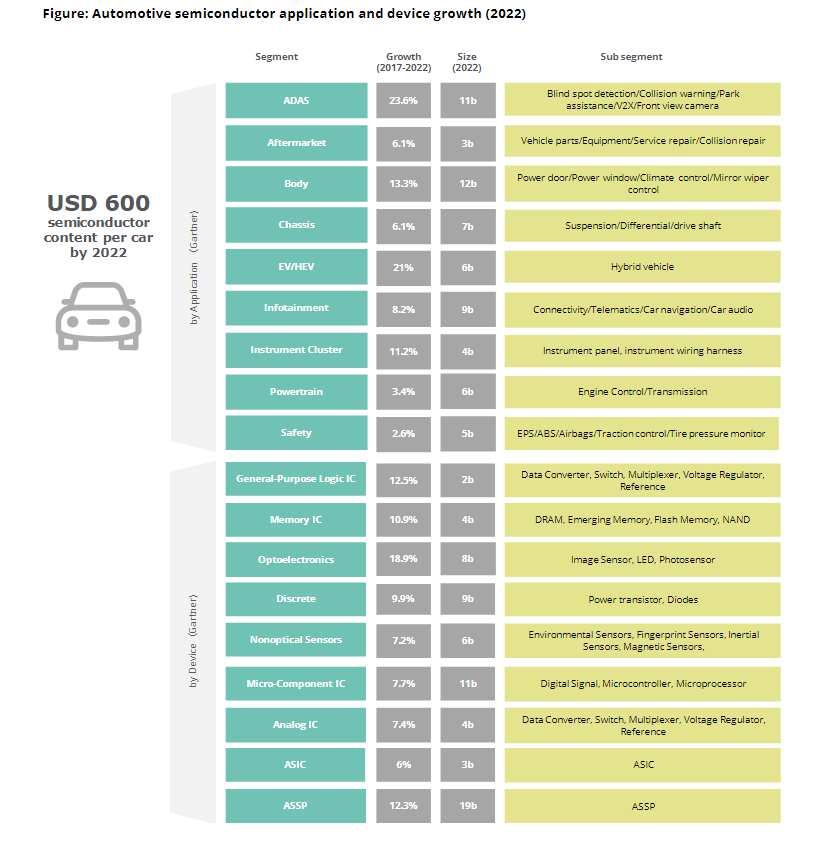 Figure: Automotive semiconductor application and device growth (2022)
Segment
Growth
(2017-2022)
Size
(2022)
Sub segment
USD 600
semiconductor
content per car
by 2022
by Application (Gartner)
ADAS
23.6%
11b
Blind spot detection/Collision warning/Park
assistance/V2X/Front view camera
Aftermarket
6.1%
3b
Vehicle parts/Equipment/Service repair/Collision repair
Body
13.3%
12b
Power door/Power window/Climate control/Mirror wiper
control
Chassis
6.1%
7b
Suspension/Differential/drive shaft
EV/HEV
21%
6b
Hybrid vehicle
Infotainment
8.2%
9b
Connectivity/Telematics/Car navigation/Car audio
Instrument Cluster
11.2%
4b
Instrument panel, instrument wiring harness
Powertrain
3.4%
6b
Engine Control/Transmission
Safety
2.6%
5b
EPS/ABS/Airbags/Traction control/Tire pressure monitor
by Device (Gartner)
General-Purpose Logic IC
12.5%
2b
Data Converter, Switch, Multiplexer, Voltage Regulator,
Reference
Memory IC
10.9%
4b
DRAM, Emerging Memory, Flash Memory, NAND
Optoelectronics
18.9%
8b
Image Sensor, LED, Photosensor
Discrete
9.9%
9b
Power transistor, Diodes
Nonoptical Sensors
7.2%
6b
Environmental Sensors, Fingerprint Sensors, Inertial
Sensors, Magnetic Sensors,
Micro-Component IC
7.7%
11b
Digital Signal, Microcontroller, Microprocessor
Analog IC
7.4%
4b
Data Converter, Switch, Multiplexer, Voltage Regulator,
Reference
ASIC
6%
3b
ASIC
ASSP
12.3%
19b
ASSP